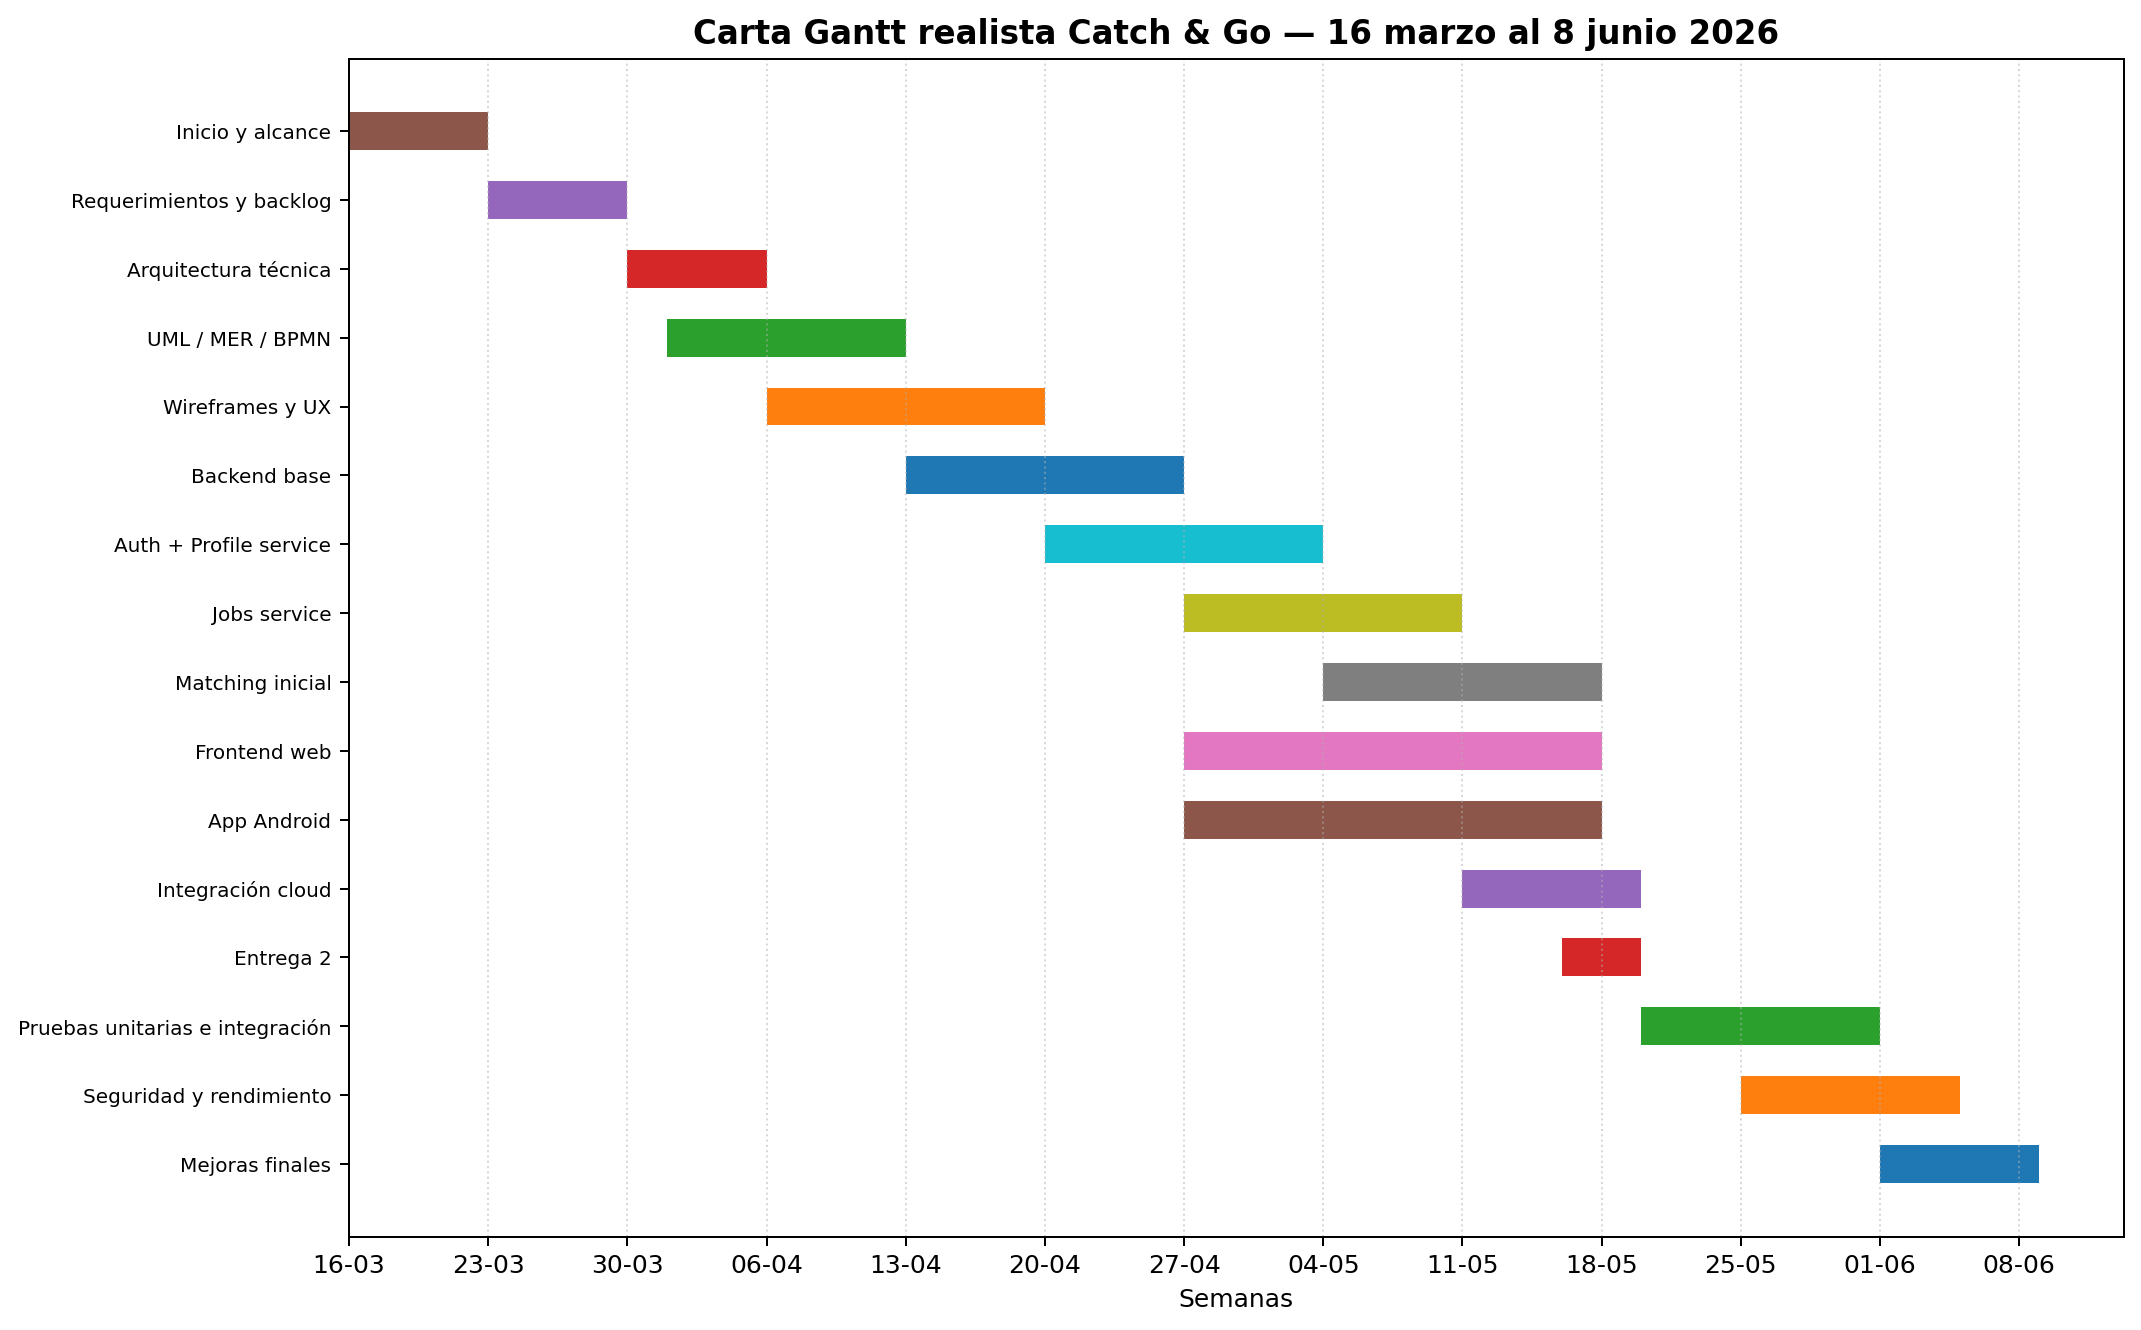 Carta Gantt realista Catch & Go — 16 marzo al 8 junio 2026
Inicio y alcance
Requerimientos y backlog
Arquitectura técnica
UML / MER / BPMN
Wireframes y UX
Backend base
Auth + Profile service
Jobs service
Matching inicial
Frontend web
App Android
Integración cloud
Entrega 2
Pruebas unitarias e integración
Seguridad y rendimiento
Mejoras finales
16-03 23-03 30-03 06-04 13-04 20-04 27-04 04-05 11-05 18-05 25-05 01-06 08-06
Semanas